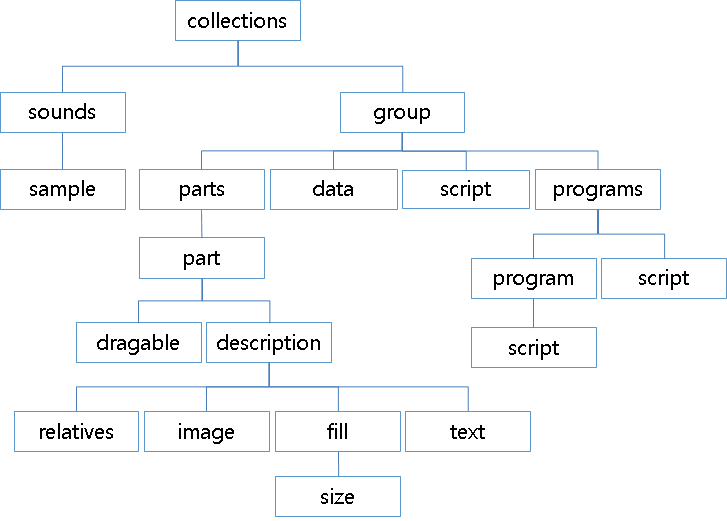 collections
sounds
group
sample
parts
data
script
programs
part
program
script
dragable
description
script
relatives
image
fill
text
size